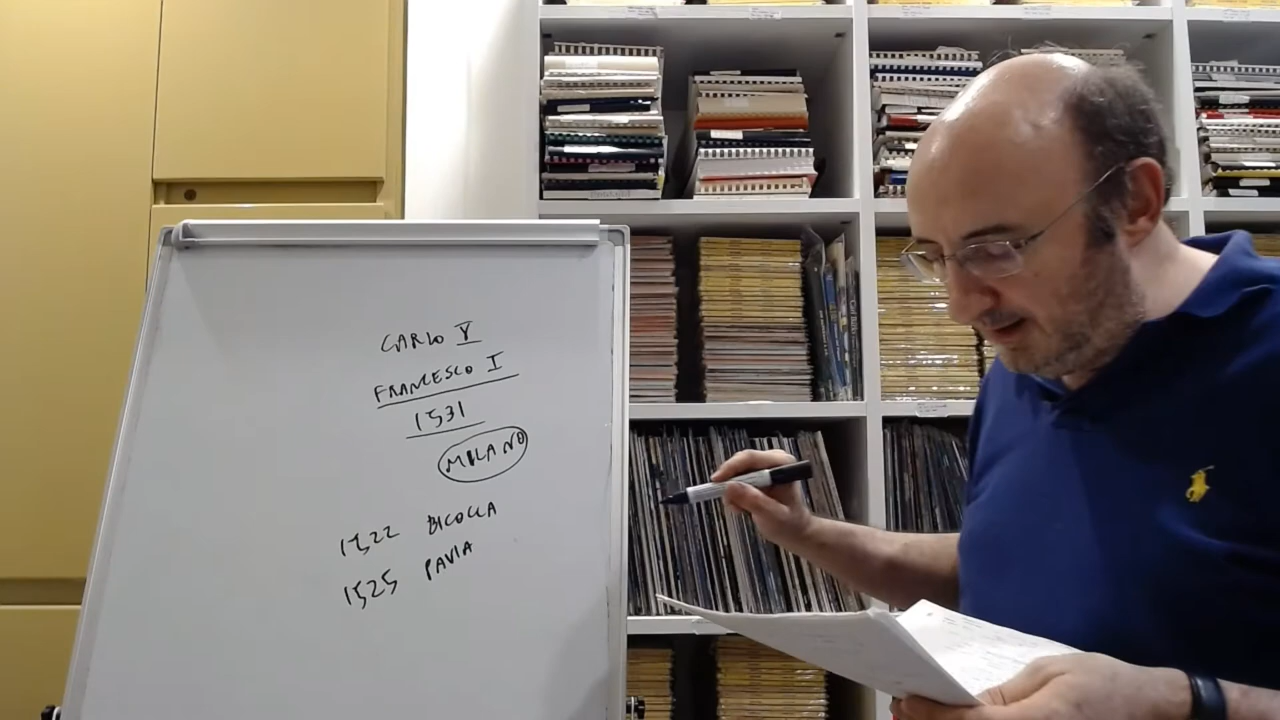 CARLO V
FRANCESCO I
1531
MILANO
1522 BICOCCA
1525 PAVIA